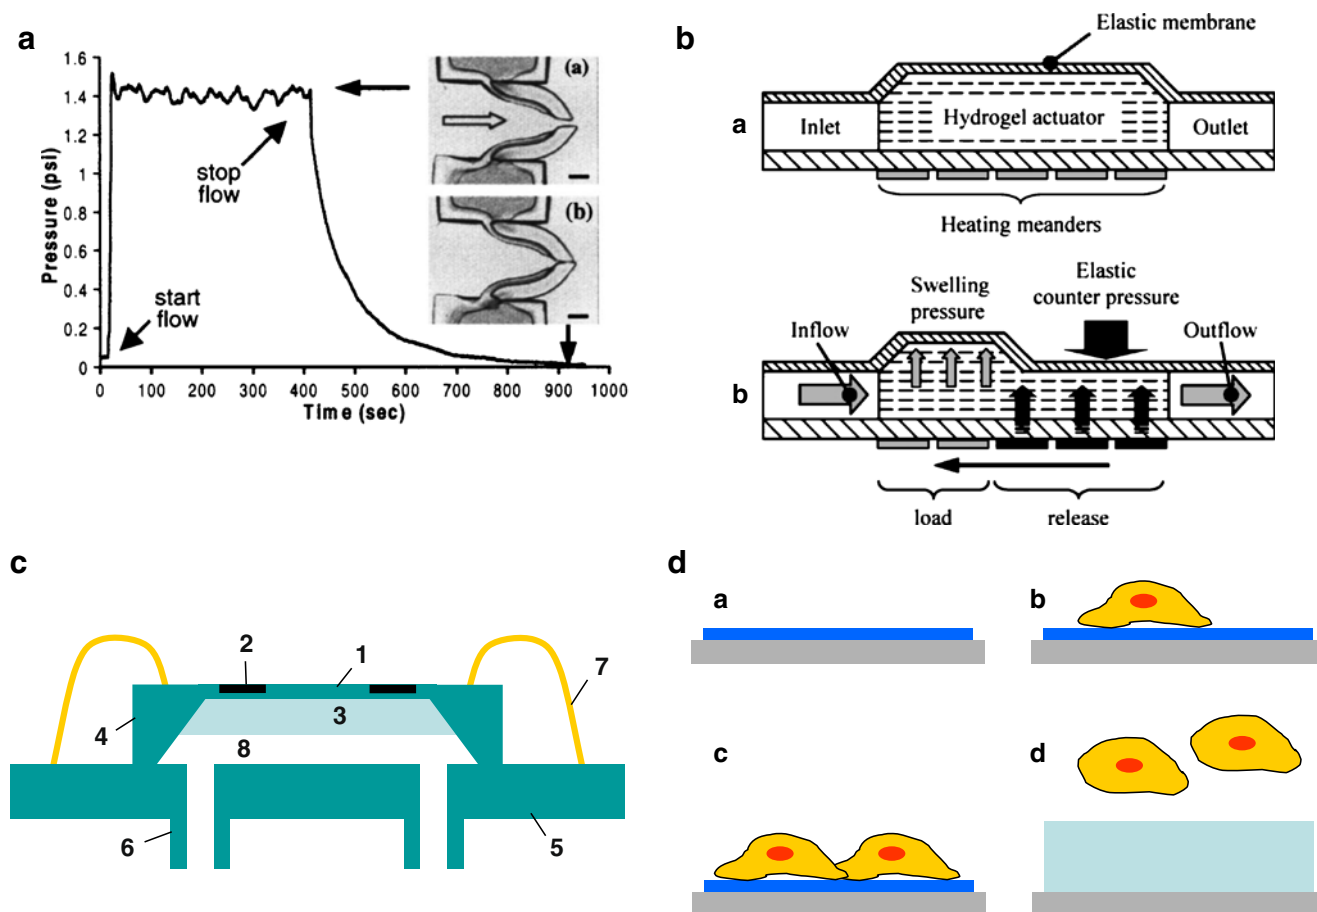 a
1.6
1.4
1.2
1
0.8
0.6
0.4
0.2
0
Pressure (psi)
0
100
200
300
400
500
600
700
800
900
1000
Time (sec)
start
flow
stop
flow
(a)
(b)
b
Elastic membrane
a
Inlet
Hydrogel actuator
Outlet
Heating meanders
Swelling
pressure
Elastic
counter pressure
Inflow
Outflow
b
load
release
c
2
1
7
3
4
8
6
5
d
a
b
c
d